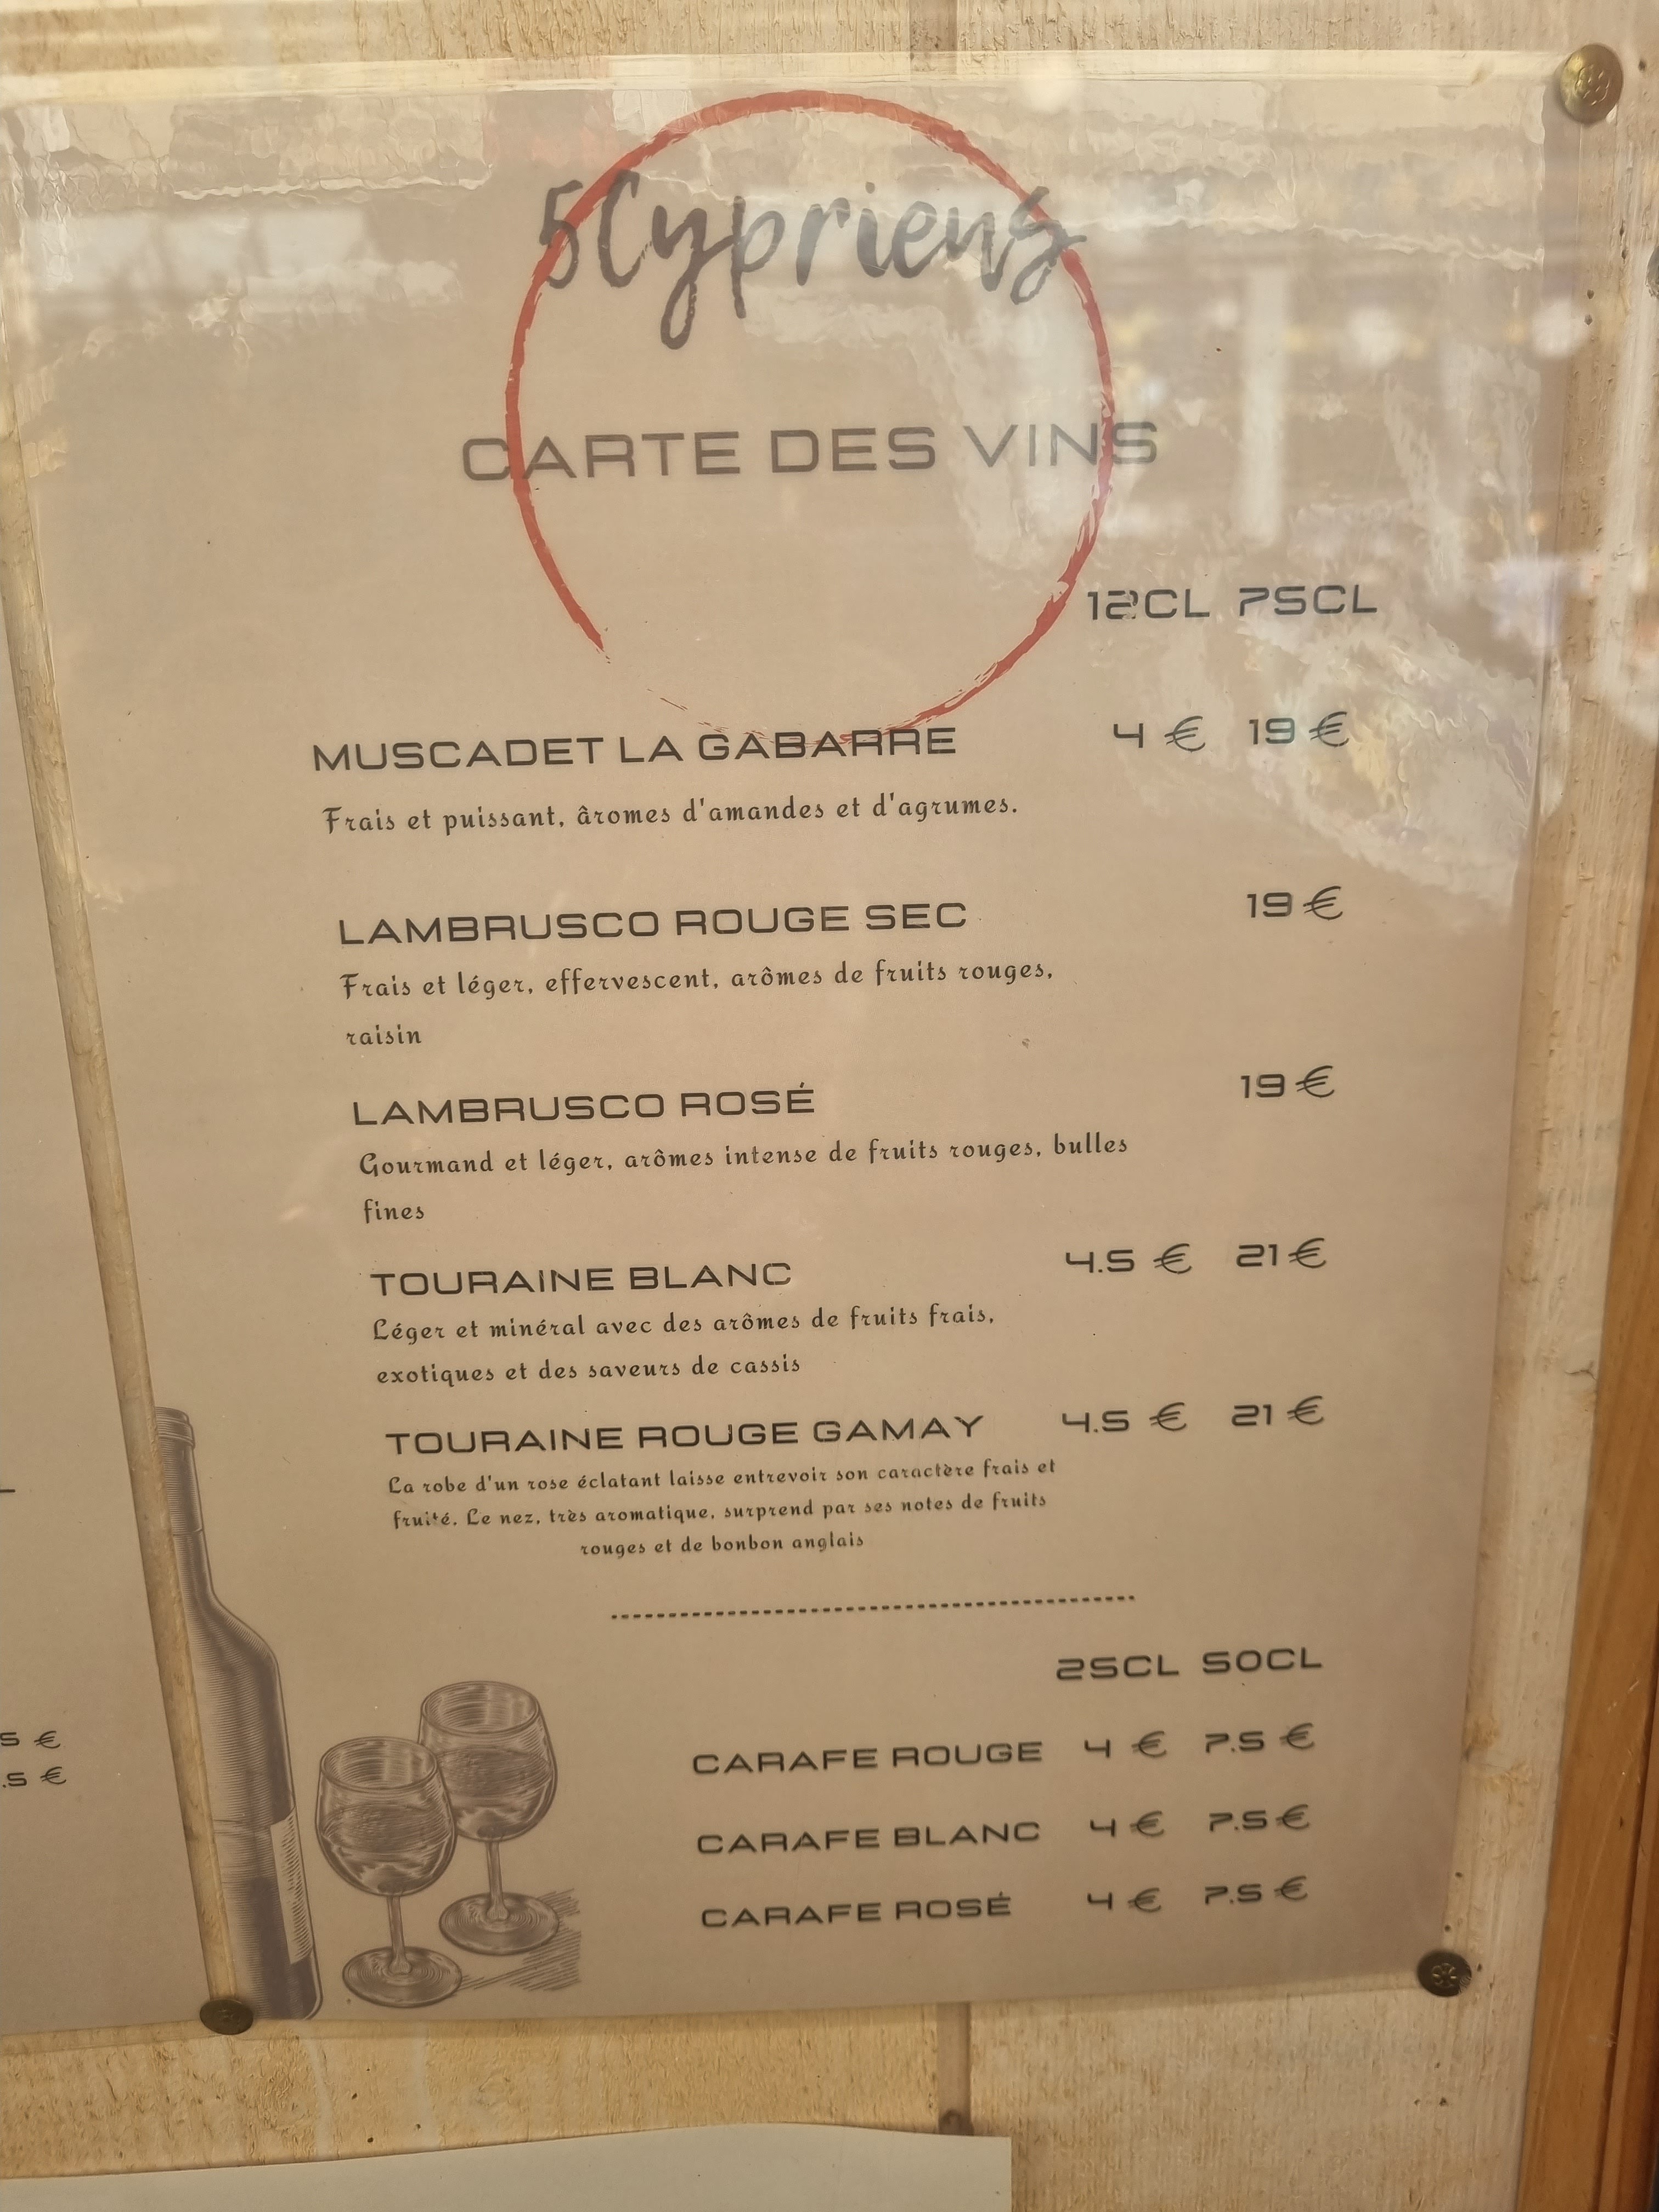 5Cypriens
CARTE DES VINS
12CL 75CL
MUSCADET LA GABARRE 4 € 19 €
Frais et puissant, âromes d'amandes et d'agrumes.
LAMBRUSCO ROUGE SEC 19 €
Frais et léger, effervescent, arômes de fruits rouges,
raisin
LAMBRUSCO ROSÉ 19 €
Gourmand et léger, arômes intense de fruits rouges, bulles
fines
TOURAINE BLANC 4.5 € 21 €
Léger et minéral avec des arômes de fruits frais,
exotiques et des saveurs de cassis
TOURAINE ROUGE GAMAY 4.5 € 21 €
La robe d'un rose éclatant laisse entrevoir son caractère frais et
fruité. Le nez, très aromatique, surprend par ses notes de fruits
rouges et de bonbon anglais
25CL 50CL
CARAFE ROUGE 4 € 7.5 €
CARAFE BLANC 4 € 7.5 €
CARAFE ROSÉ 4 € 7.5 €